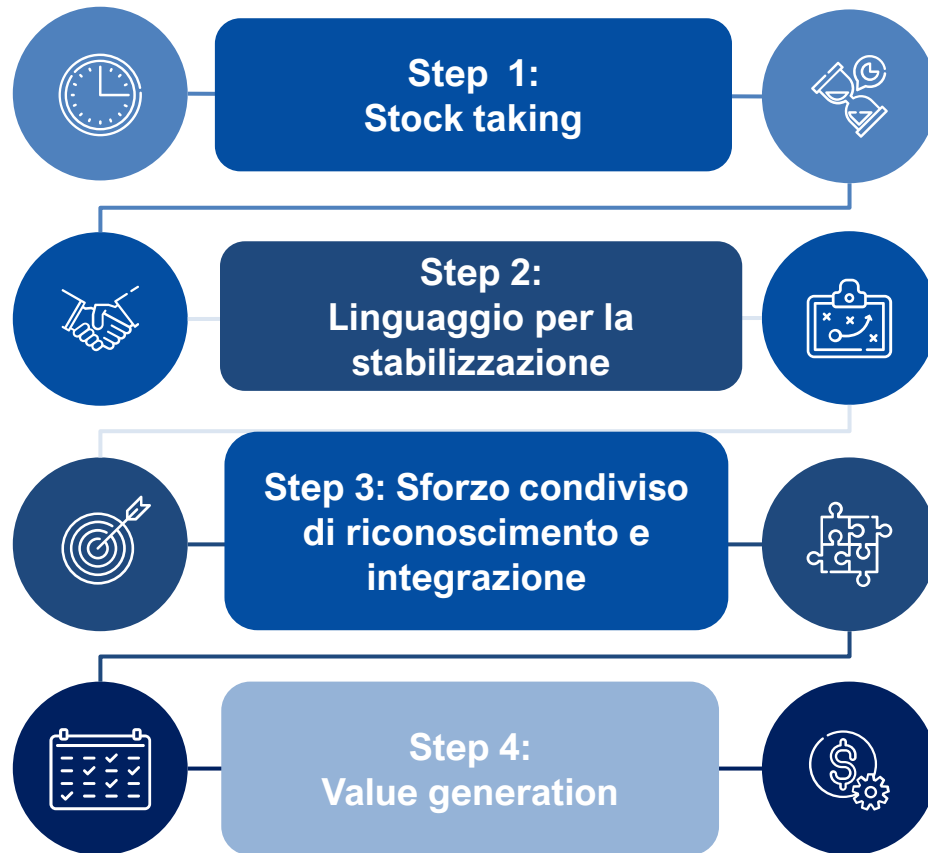 Step 1:
Stock taking
Step 2:
Linguaggio per la
stabilizzazione
Step 3: Sforzo condiviso
di riconoscimento e
integrazione
Step 4:
Value generation